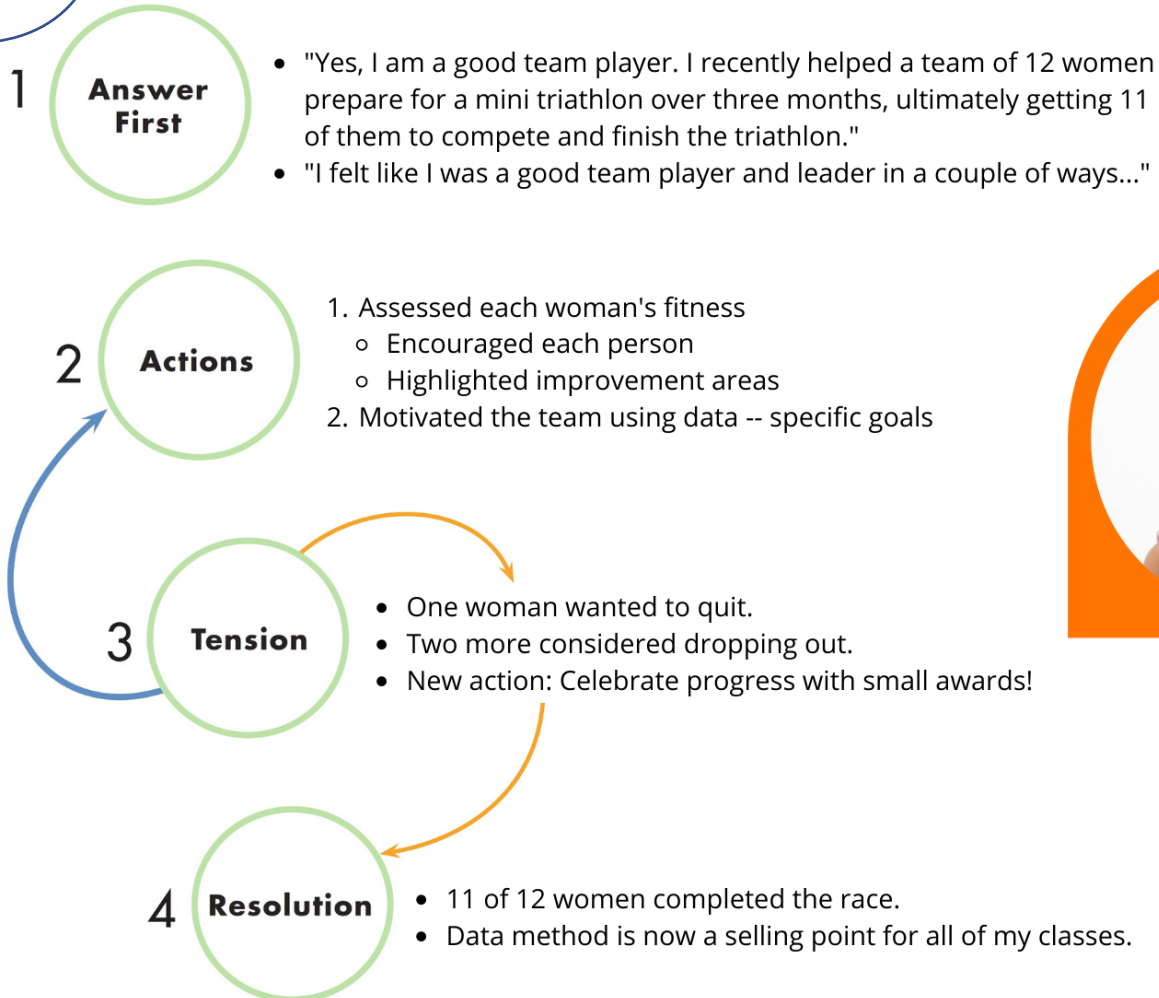 1
Answer
First
• "Yes, I am a good team player. I recently helped a team of 12 women
prepare for a mini triathlon over three months, ultimately getting 11
of them to compete and finish the triathlon."
• "I felt like I was a good team player and leader in a couple of ways..."
2
Actions
1. Assessed each woman's fitness
○ Encouraged each person
○ Highlighted improvement areas
2. Motivated the team using data -- specific goals
3
Tension
• One woman wanted to quit.
• Two more considered dropping out.
• New action: Celebrate progress with small awards!
4
Resolution
• 11 of 12 women completed the race.
• Data method is now a selling point for all of my classes.